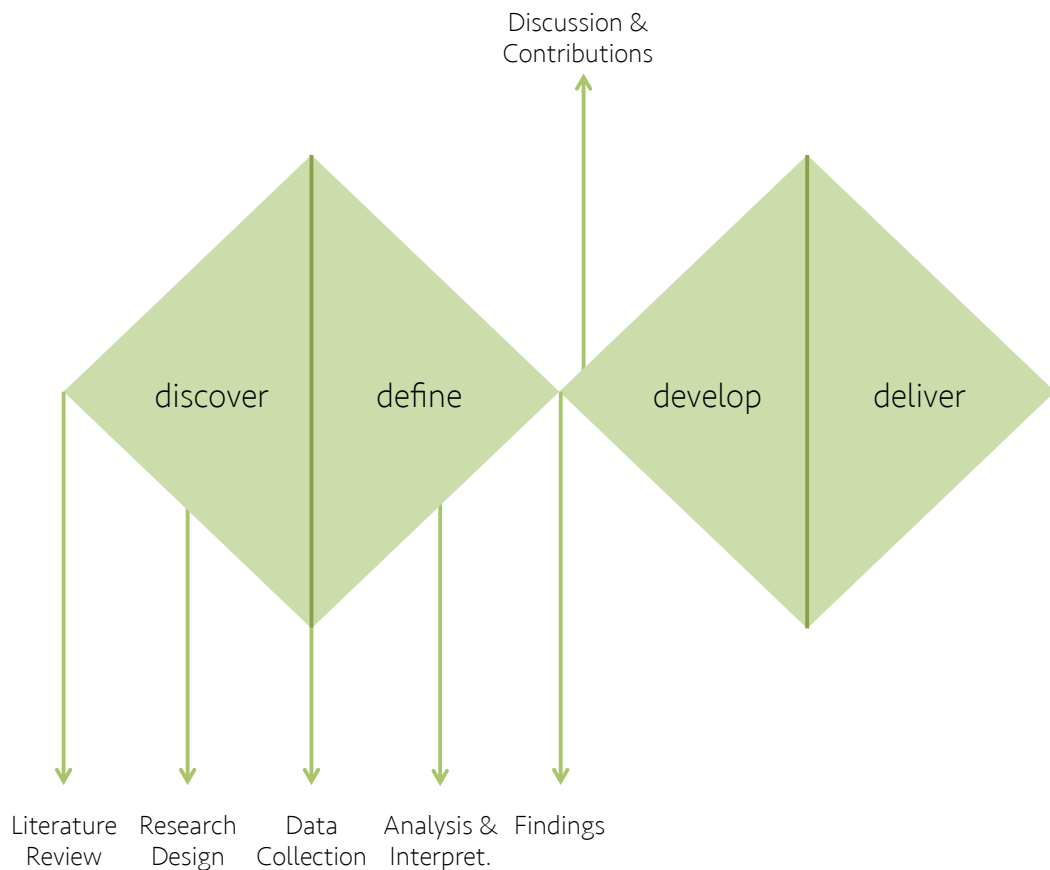 Discussion &
Contributions
discover
define
develop
deliver
Literature
Review
Research
Design
Data
Collection
Analysis &
Interpret.
Findings